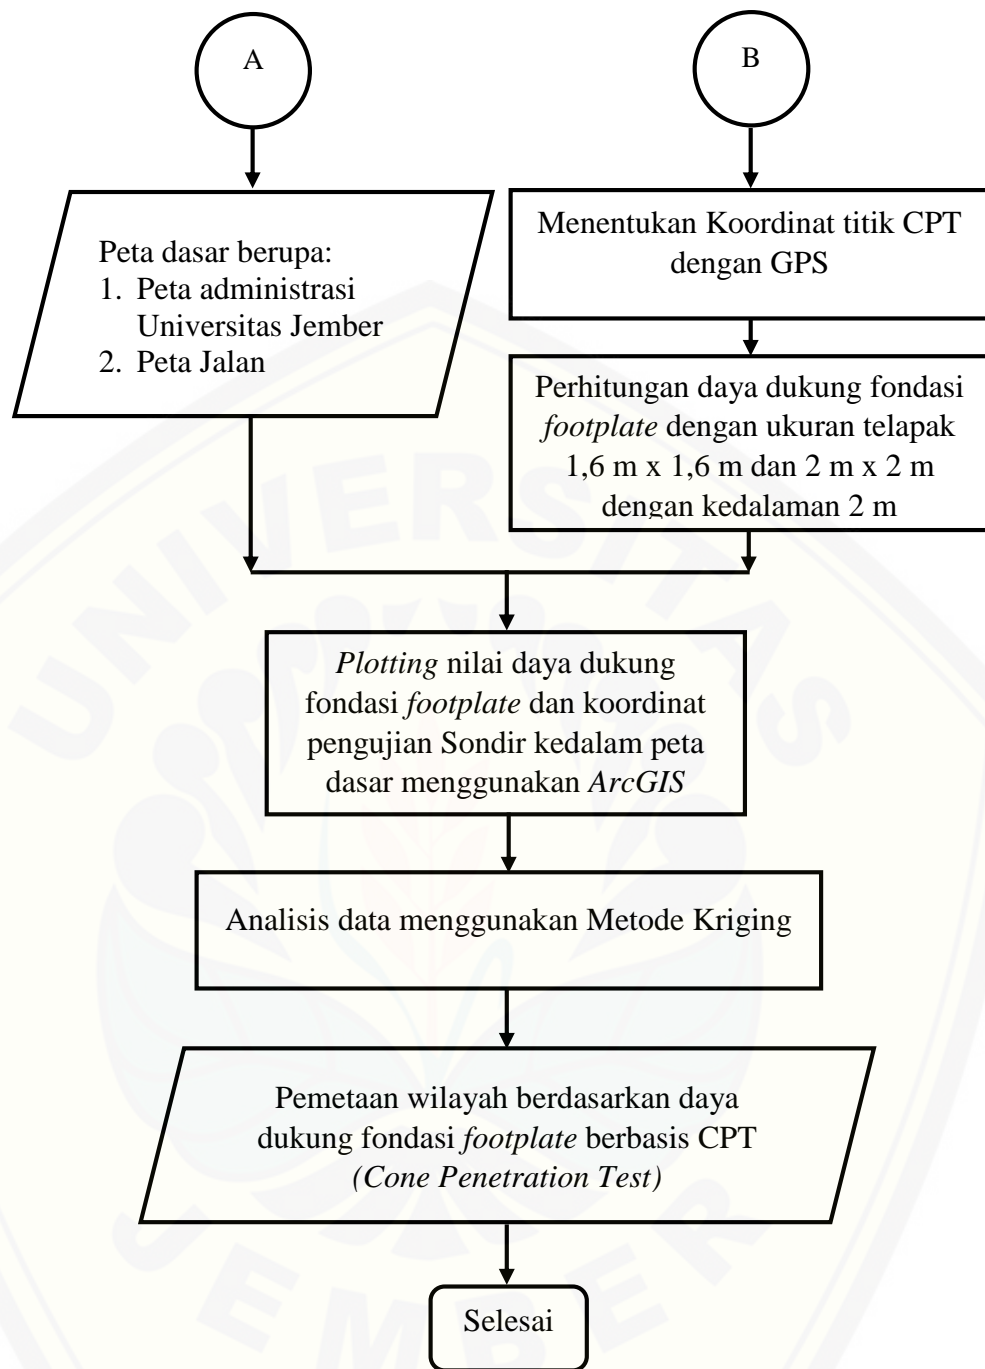 A
B
Peta dasar berupa:
1. Peta administrasi
Universitas Jember
2. Peta Jalan
Menentukan Koordinat titik CPT
dengan GPS
Perhitungan daya dukung fondasi
footplate dengan ukuran telapak
1,6 m x 1,6 m dan 2 m x 2 m
dengan kedalaman 2 m
Plotting nilai daya dukung
fondasi footplate dan koordinat
pengujian Sondir kedalam peta
dasar menggunakan ArcGIS
Analisis data menggunakan Metode Kriging
Pemetaan wilayah berdasarkan daya
dukung fondasi footplate berbasis CPT
(Cone Penetration Test)
Selesai
UNIVERSITAS
JEMBER